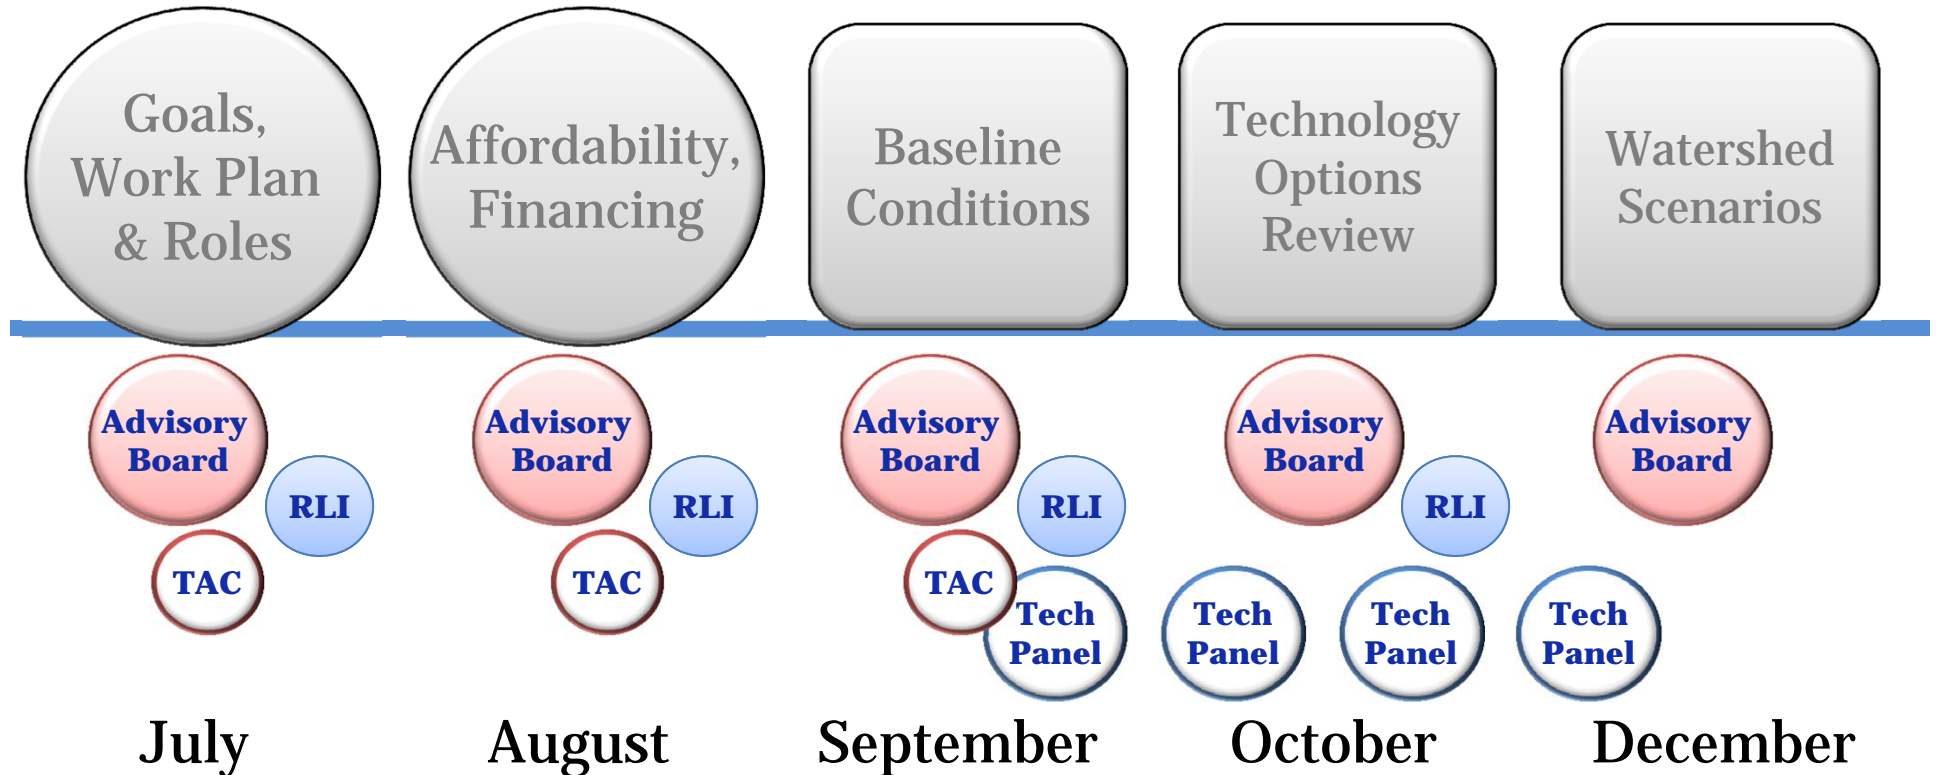 Goals,
Work Plan
& Roles
Affordability,
Financing
Baseline
Conditions
Technology
Options
Review
Watershed
Scenarios
Advisory
Board
RLI
TAC
Advisory
Board
RLI
TAC
Advisory
Board
RLI
TAC
Tech
Panel
Advisory
Board
RLI
Tech
Panel
Tech
Panel
Advisory
Board
Tech
Panel
July
August
September
October
December